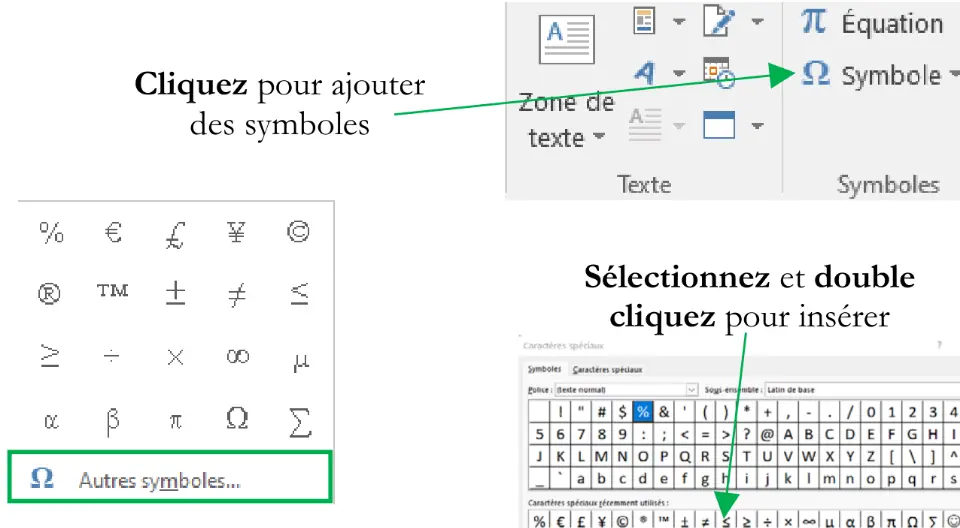 Cliquez pour ajouter
des symboles
Équation
Symbole
Zone de
texte
Texte
Symboles
% € £ ¥ ©
® ™ ± ≠ ≤
≥ ÷ × ∞ µ
α β π Ω ∑
Ω Autres symboles...
Sélectionnez et double
cliquez pour insérer
Caractères spéciaux ?
Symboles Caractères spéciaux
Police : (texte normal) Sous-ensemble : Latin de base
! " # $ % & ' ( ) * + , - . / 0 1 2 3 4
5 6 7 8 9 : ; < = > ? @ A B C D E F G H I
J K L M N O P Q R S T U V W X Y Z [ \ ] ^
_ ` a b c d e f g h i j k l m n o p q r s
Caractères spéciaux récemment utilisés :
% € £ ¥ © ® ™ ± ≠ ≤ ≥ ÷ × ∞ µ α β π Ω ∑ ☺